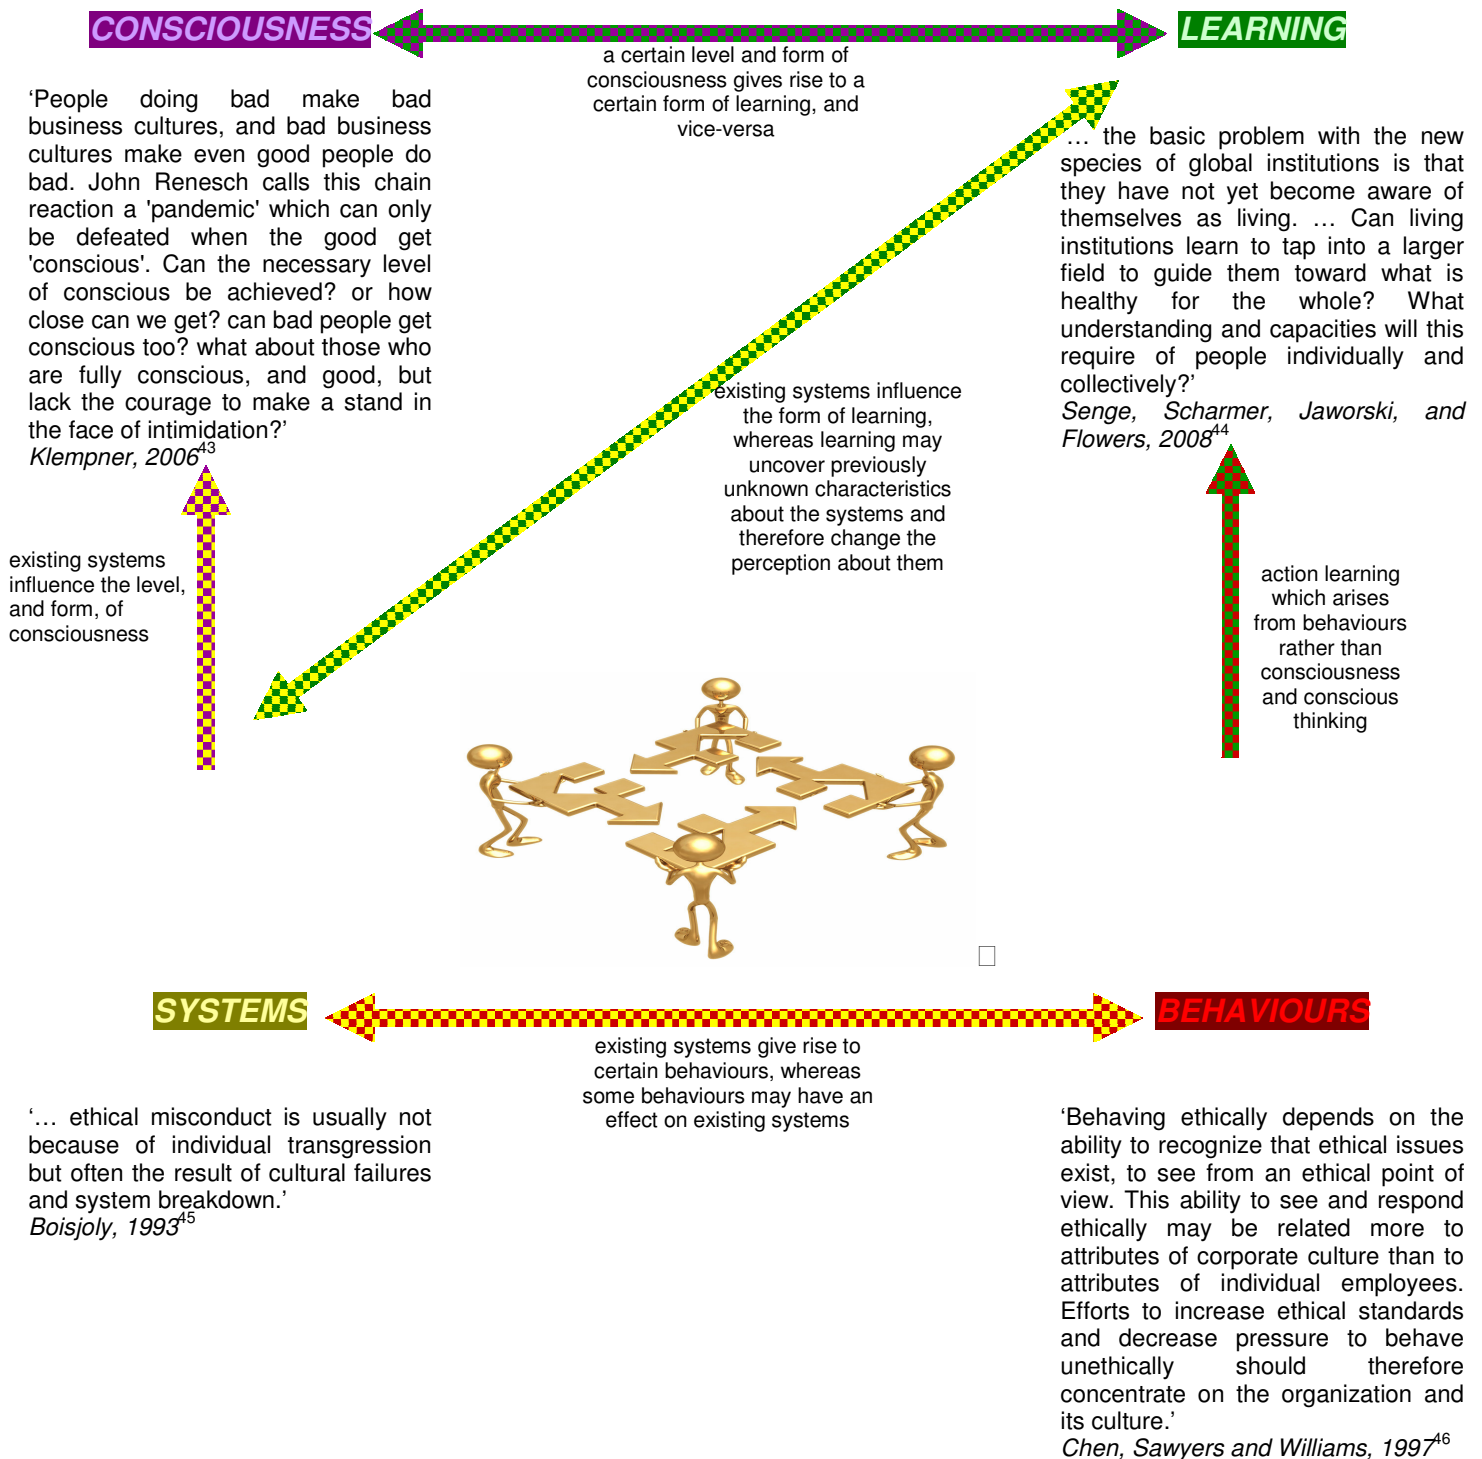 CONSCIOUSNESS
LEARNING
a certain level and form of
consciousness gives rise to a
certain form of learning, and
vice-versa
‘People doing bad make bad
business cultures, and bad business
cultures make even good people do
bad. John Renesch calls this chain
reaction a 'pandemic' which can only
be defeated when the good get
'conscious'. Can the necessary level
of conscious be achieved? or how
close can we get? can bad people get
conscious too? what about those who
are fully conscious, and good, but
lack the courage to make a stand in
the face of intimidation?’
Klempner, 2006⁴³
‘… the basic problem with the new
species of global institutions is that
they have not yet become aware of
themselves as living. … Can living
institutions learn to tap into a larger
field to guide them toward what is
healthy for the whole? What
understanding and capacities will this
require of people individually and
collectively?’
Senge, Scharmer, Jaworski, and
Flowers, 2008⁴⁴
existing systems influence
the form of learning,
whereas learning may
uncover previously
unknown characteristics
about the systems and
therefore change the
perception about them
existing systems
influence the level,
and form, of
consciousness
action learning
which arises
from behaviours
rather than
consciousness
and conscious
thinking
SYSTEMS
BEHAVIOURS
existing systems give rise to
certain behaviours, whereas
some behaviours may have an
effect on existing systems
‘… ethical misconduct is usually not
because of individual transgression
but often the result of cultural failures
and system breakdown.’
Boisjoly, 1993⁴⁵
‘Behaving ethically depends on the
ability to recognize that ethical issues
exist, to see from an ethical point of
view. This ability to see and respond
ethically may be related more to
attributes of corporate culture than to
attributes of individual employees.
Efforts to increase ethical standards
and decrease pressure to behave
unethically should therefore
concentrate on the organization and
its culture.’
Chen, Sawyers and Williams, 1997⁴⁶